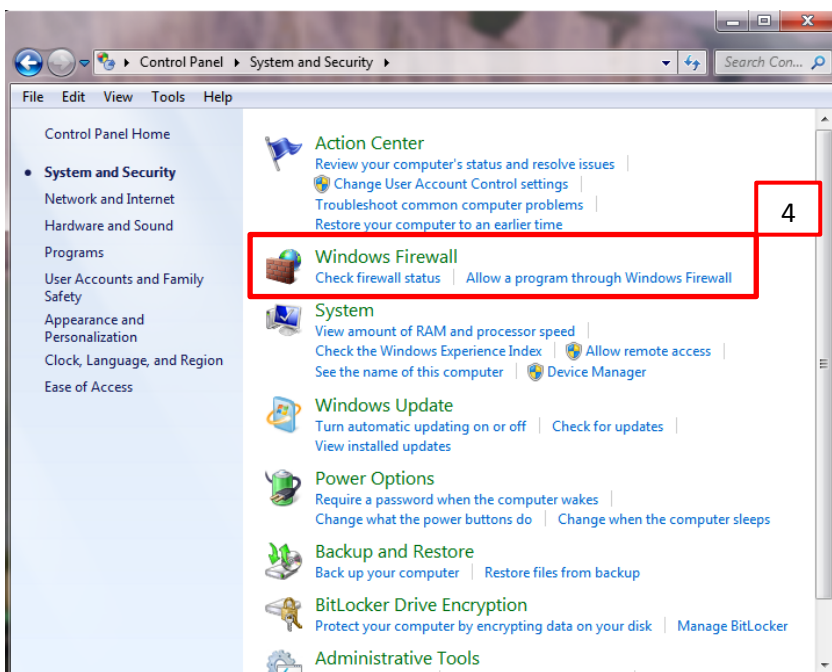 Control Panel System and Security Search Con...
File Edit View Tools Help
Control Panel Home
System and Security
Network and Internet
Hardware and Sound
Programs
User Accounts and Family
Safety
Appearance and
Personalization
Clock, Language, and Region
Ease of Access
Action Center
Review your computer's status and resolve issues
Change User Account Control settings
Troubleshoot common computer problems
Restore your computer to an earlier time
4
Windows Firewall
Check firewall status Allow a program through Windows Firewall
System
View amount of RAM and processor speed
Check the Windows Experience Index Allow remote access
See the name of this computer Device Manager
Windows Update
Turn automatic updating on or off Check for updates
View installed updates
Power Options
Require a password when the computer wakes
Change what the power buttons do Change when the computer sleeps
Backup and Restore
Back up your computer Restore files from backup
BitLocker Drive Encryption
Protect your computer by encrypting data on your disk Manage BitLocker
Administrative Tools